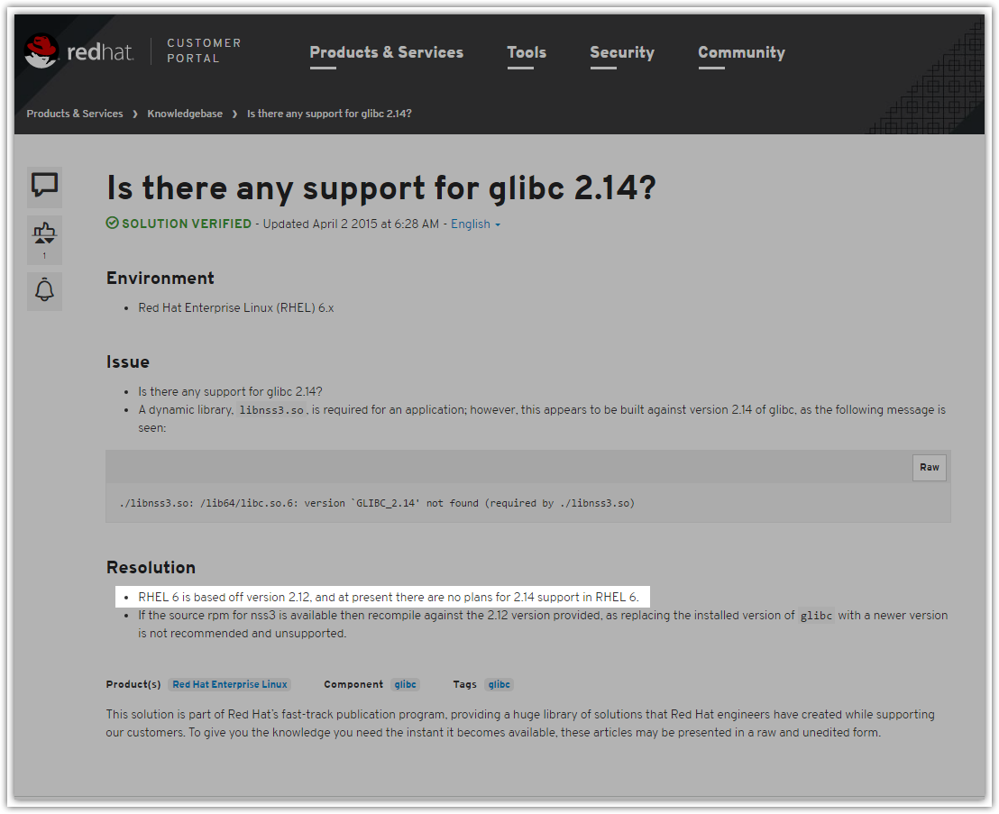 redhat. CUSTOMER PORTAL
Products & Services Tools Security Community
Products & Services ❯ Knowledgebase ❯ Is there any support for glibc 2.14?
Is there any support for glibc 2.14?
SOLUTION VERIFIED - Updated April 2 2015 at 6:28 AM - English
Environment
• Red Hat Enterprise Linux (RHEL) 6.x
Issue
• Is there any support for glibc 2.14?
• A dynamic library, libnss3.so, is required for an application; however, this appears to be built against version 2.14 of glibc, as the following message is
seen:
Raw
./libnss3.so: /lib64/libc.so.6: version `GLIBC_2.14' not found (required by ./libnss3.so)
1
Resolution
• RHEL 6 is based off version 2.12, and at present there are no plans for 2.14 support in RHEL 6.
• If the source rpm for nss3 is available then recompile against the 2.12 version provided, as replacing the installed version of glibc with a newer version
is not recommended and unsupported.
Product(s) Red Hat Enterprise Linux Component glibc Tags glibc
This solution is part of Red Hat's fast-track publication program, providing a huge library of solutions that Red Hat engineers have created while supporting
our customers. To give you the knowledge you need the instant it becomes available, these articles may be presented in a raw and unedited form.